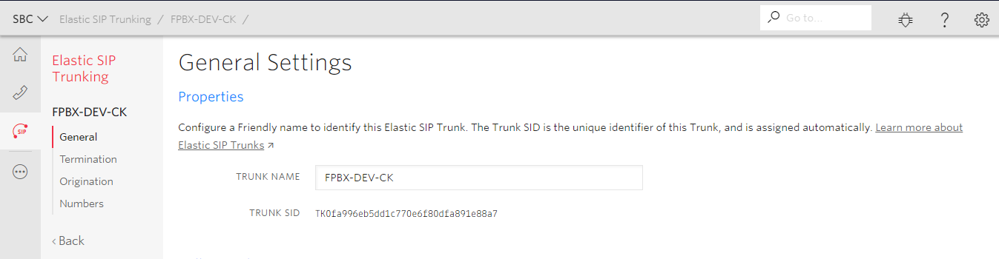 SBC Elastic SIP Trunking / FPBX-DEV-CK / Go to... ?
Elastic SIP
Trunking
FPBX-DEV-CK
General
Termination
Origination
Numbers
‹ Back
SIP
General Settings
Properties
Configure a Friendly name to identify this Elastic SIP Trunk. The Trunk SID is the unique identifier of this Trunk, and is assigned automatically. Learn more about
Elastic SIP Trunks ↗
TRUNK NAME FPBX-DEV-CK
TRUNK SID TK0fa996eb5dd1c770e6f80dfa891e88a7